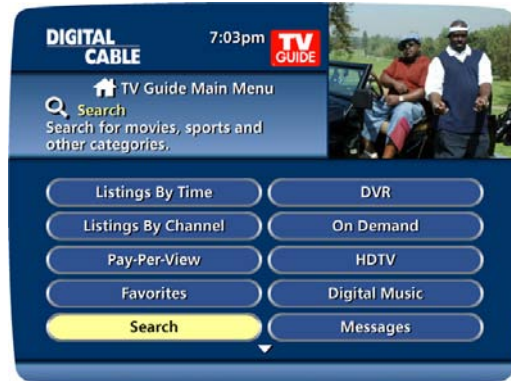 DIGITAL
CABLE
7:03pm
TV
GUIDE
TV Guide Main Menu
Search
Search for movies, sports and
other categories.
Listings By Time
DVR
Listings By Channel
On Demand
Pay-Per-View
HDTV
Favorites
Digital Music
Search
Messages